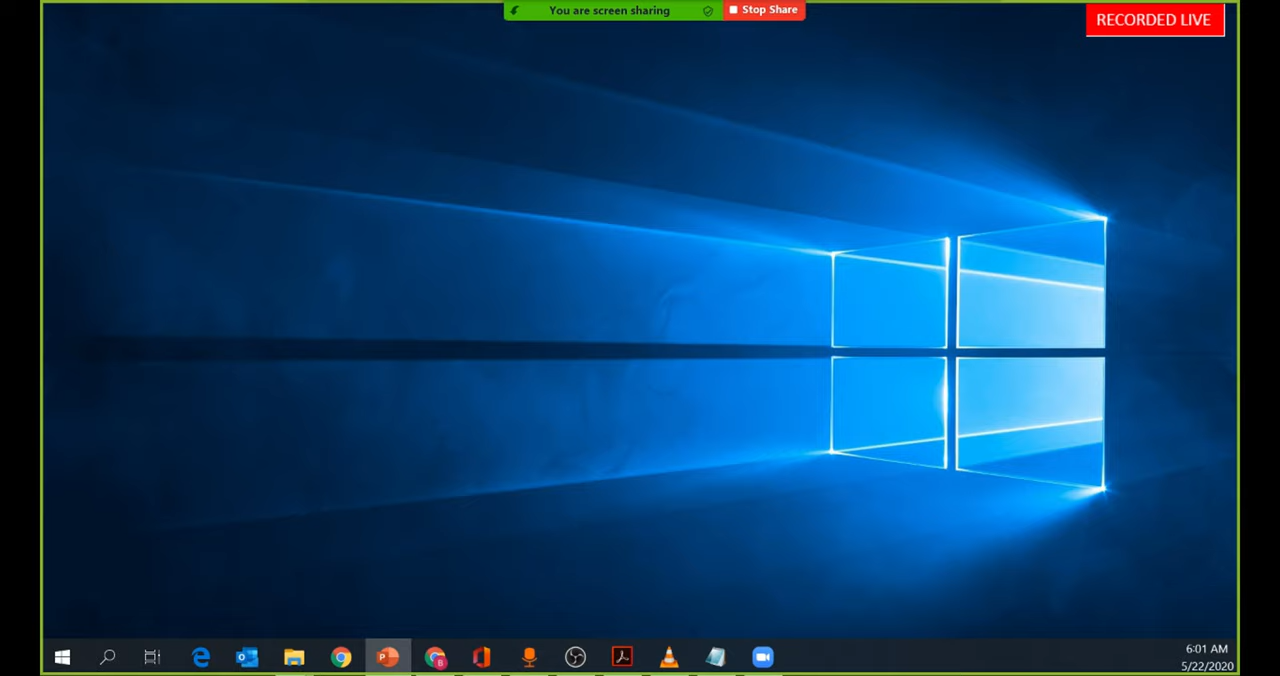 You are screen sharing
Stop Share
RECORDED LIVE
6:01 AM
5/22/2020